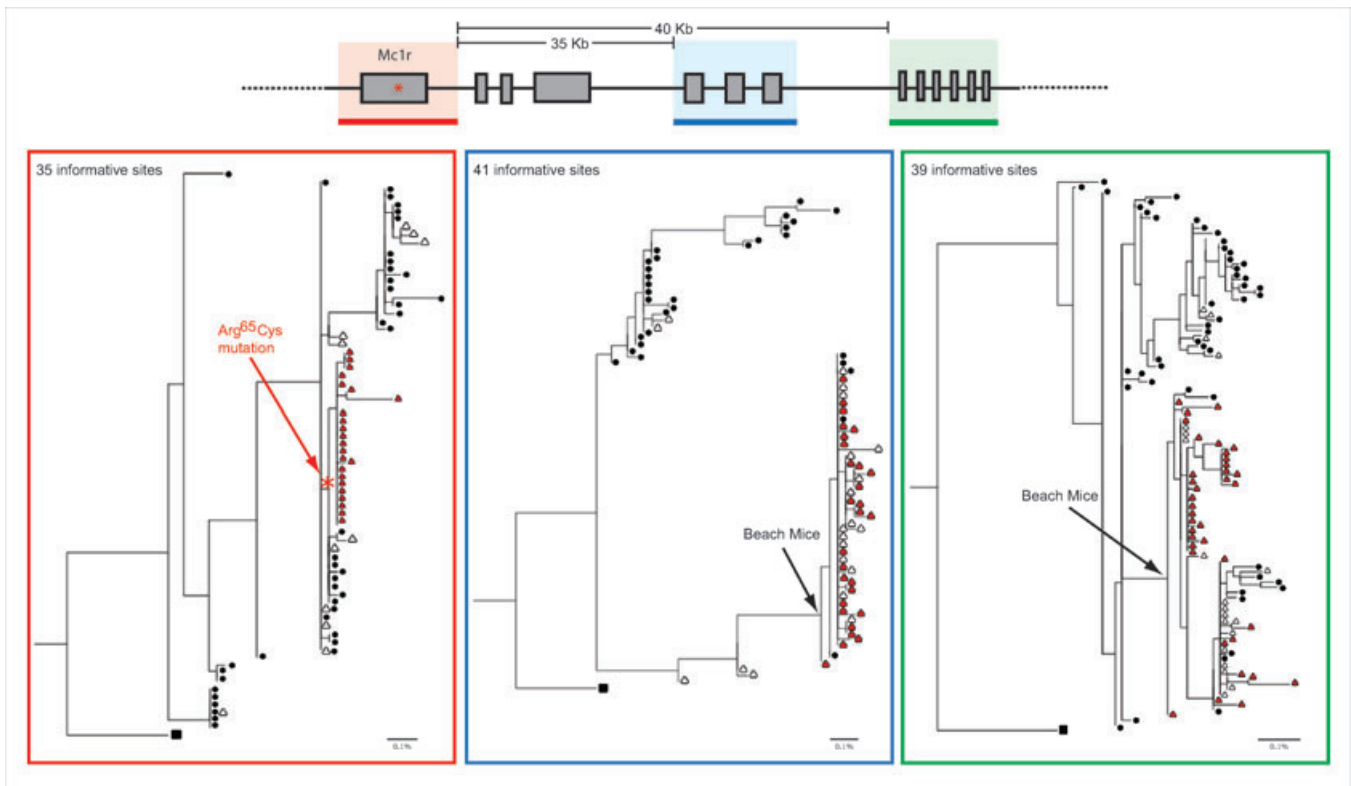 40 Kb
35 Kb
Mc1r
*
35 informative sites
41 informative sites
39 informative sites
Arg65Cys
mutation
*
Beach Mice
Beach Mice
0.1%
0.1%
0.1%